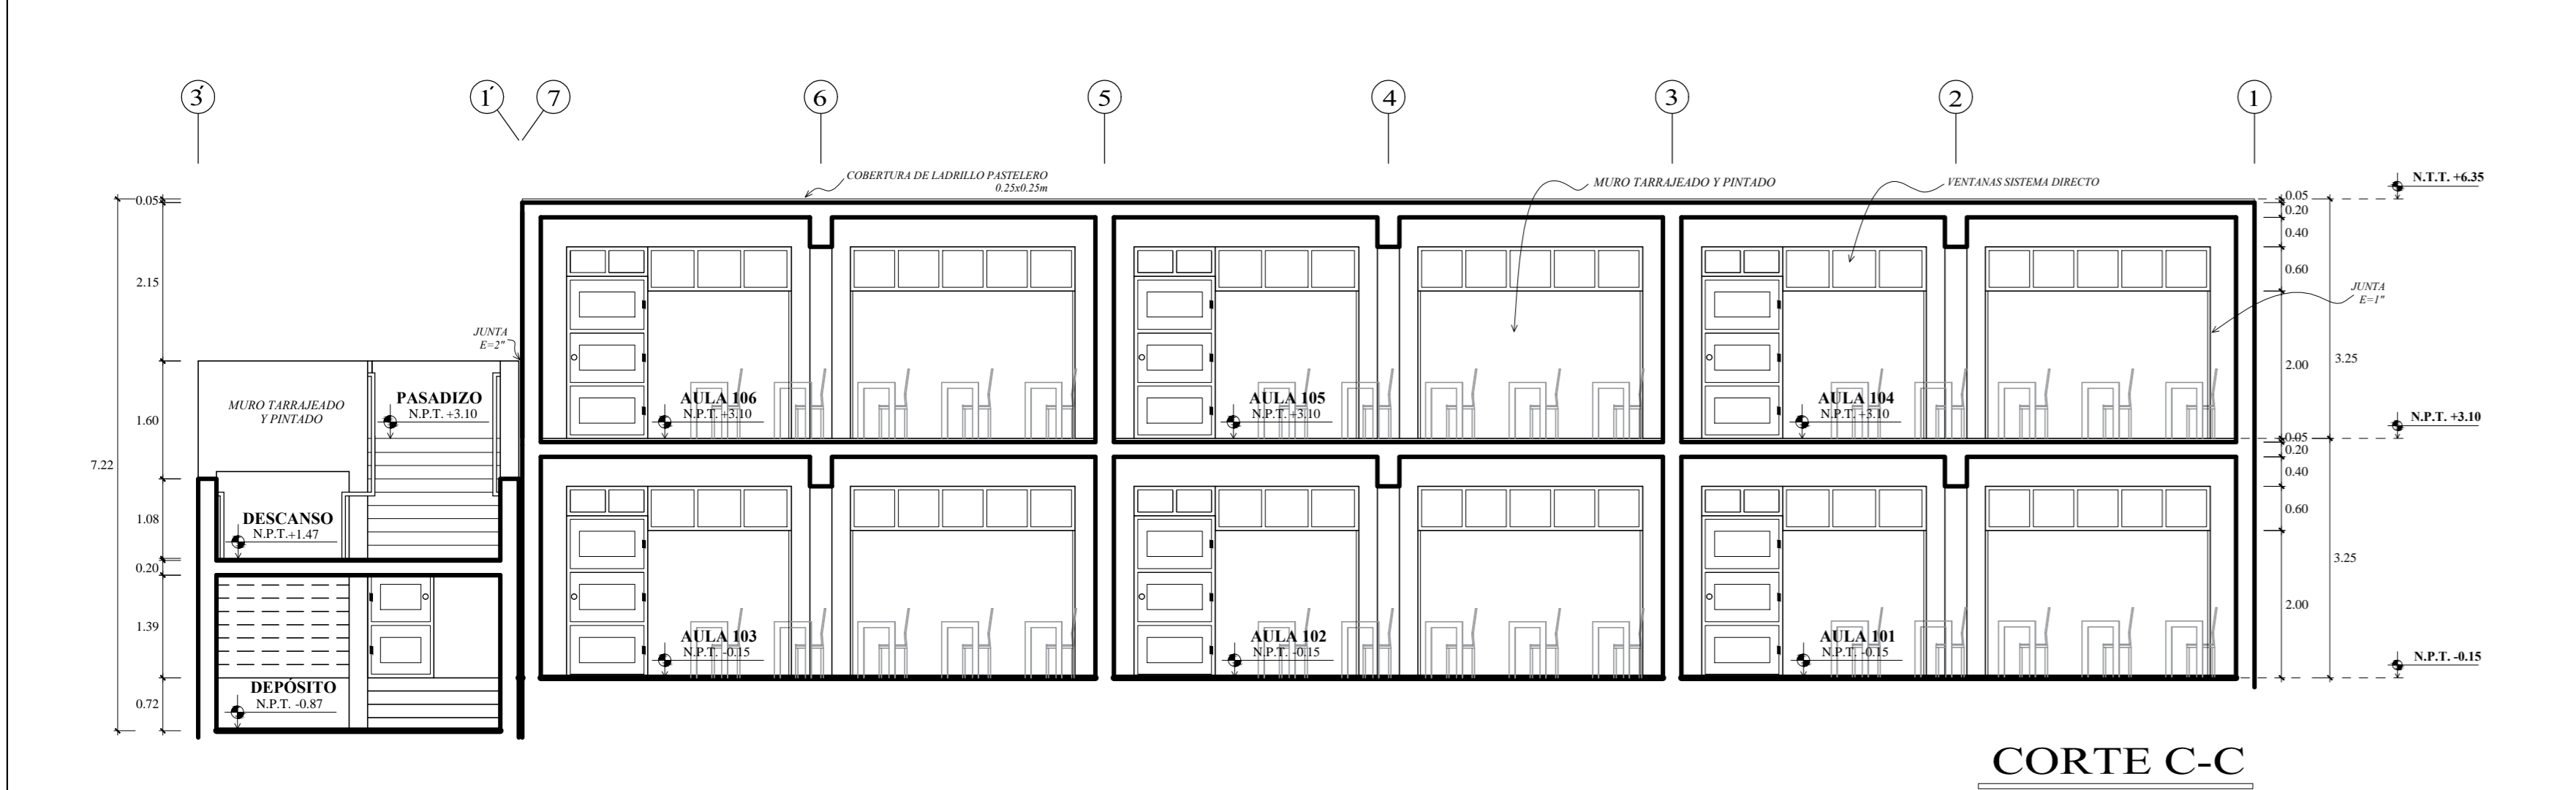 3´
1´
7
6
5
4
3
2
1
COBERTURA DE LADRILLO PASTELERO
0.25x0.25m
MURO TARRAJEADO Y PINTADO
VENTANAS SISTEMA DIRECTO
N.T.T. +6.35
0.05
2.15
1.60
1.08
0.20
1.39
0.72
7.22
JUNTA
E=2"
MURO TARRAJEADO
Y PINTADO
PASADIZO
N.P.T. +3.10
DESCANSO
N.P.T.+1.47
DEPÓSITO
N.P.T. -0.87
AULA 106
N.P.T. +3.10
AULA 105
N.P.T. +3.10
AULA 104
N.P.T. +3.10
AULA 103
N.P.T. -0.15
AULA 102
N.P.T. -0.15
AULA 101
N.P.T. -0.15
0.05
0.20
0.40
0.60
2.00
0.05
0.20
0.40
0.60
2.00
3.25
3.25
JUNTA
E=1"
N.P.T. +3.10
N.P.T. -0.15
CORTE C-C